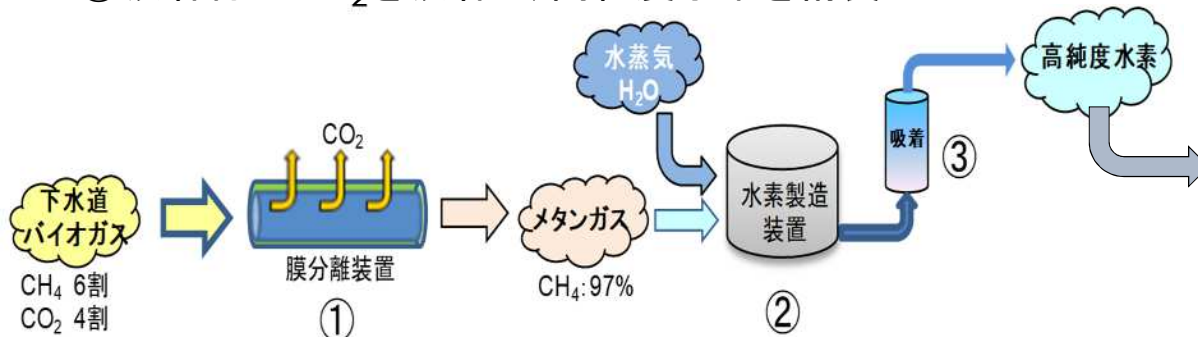 水蒸気
H₂O
高純度水素
CO₂
吸着
③
下水道
バイオガス
水素製造
装置
メタンガス
膜分離装置
CH₄ 6割
CO₂ 4割
CH₄:97%
①
②